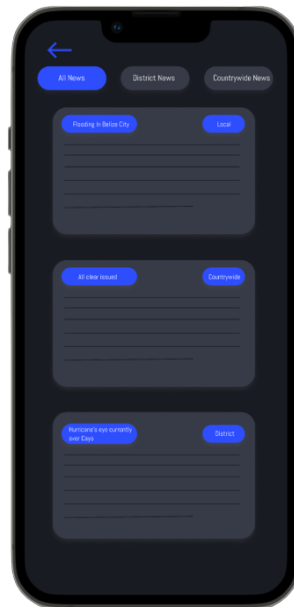 All News
District News
Countrywide News
Flooding In Belize City
Local
All clear issued
Countrywide
Hurricane's eye currently
over Cayo
District